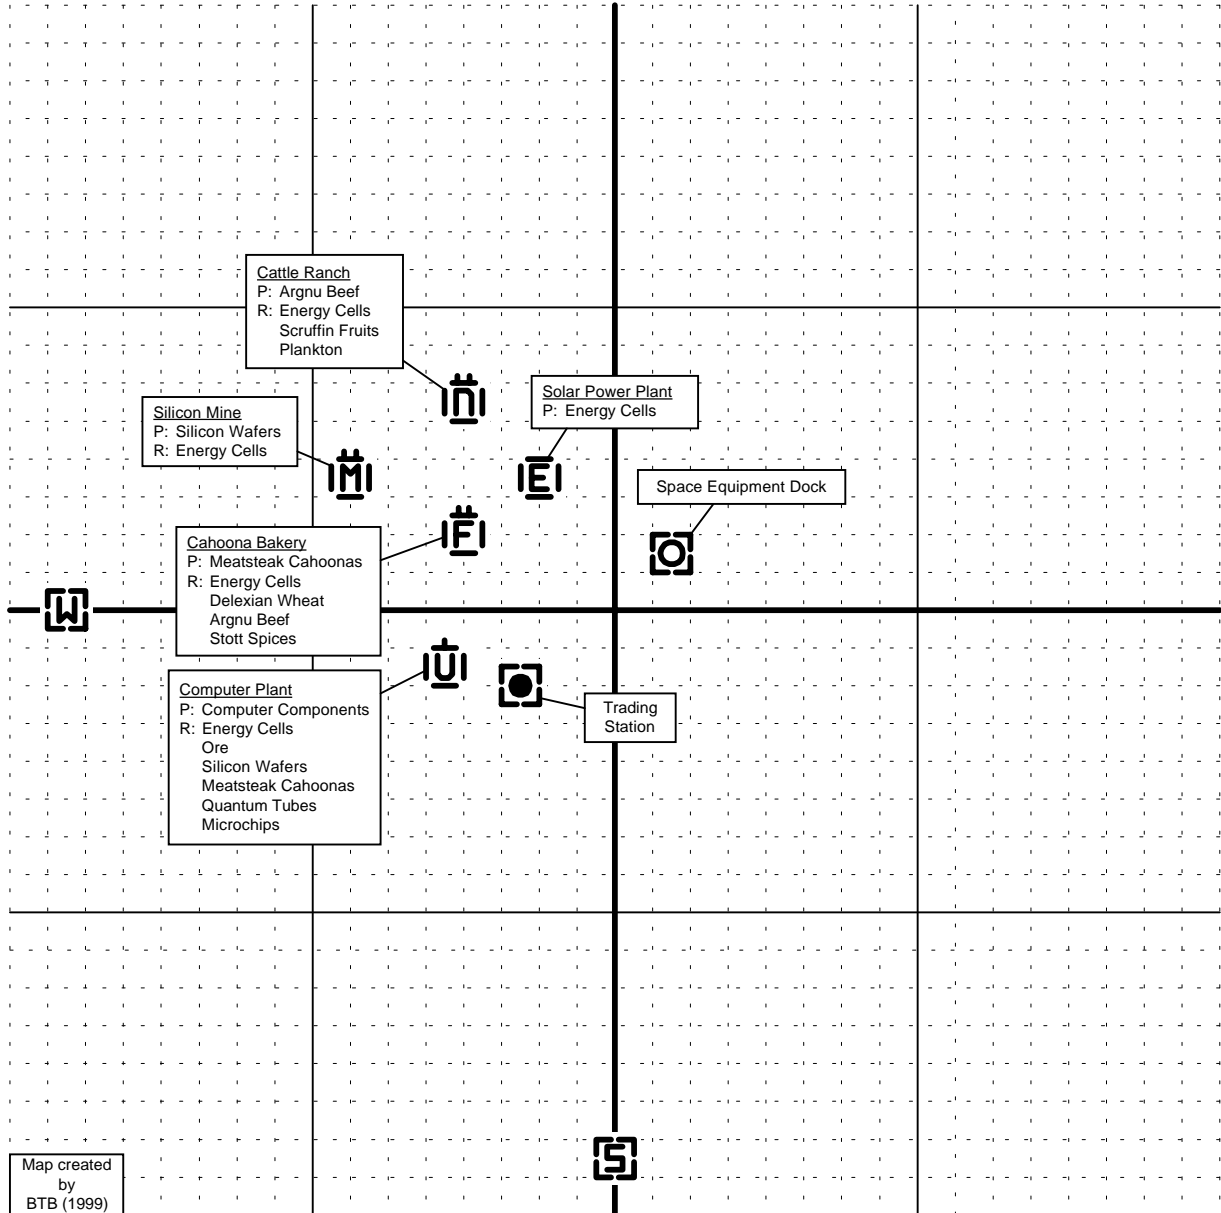 Cattle Ranch
P: Argnu Beef
R: Energy Cells
Scruffin Fruits
Plankton
n
Solar Power Plant
P: Energy Cells
Silicon Mine
P: Silicon Wafers
R: Energy Cells
M
E
Space Equipment Dock
O
Cahoona Bakery
P: Meatsteak Cahoonas
R: Energy Cells
Delexian Wheat
Argnu Beef
Stott Spices
F
W
Computer Plant
P: Computer Components
R: Energy Cells
Ore
Silicon Wafers
Meatsteak Cahoonas
Quantum Tubes
Microchips
U
Trading
Station
S
Map created
by
BTB (1999)